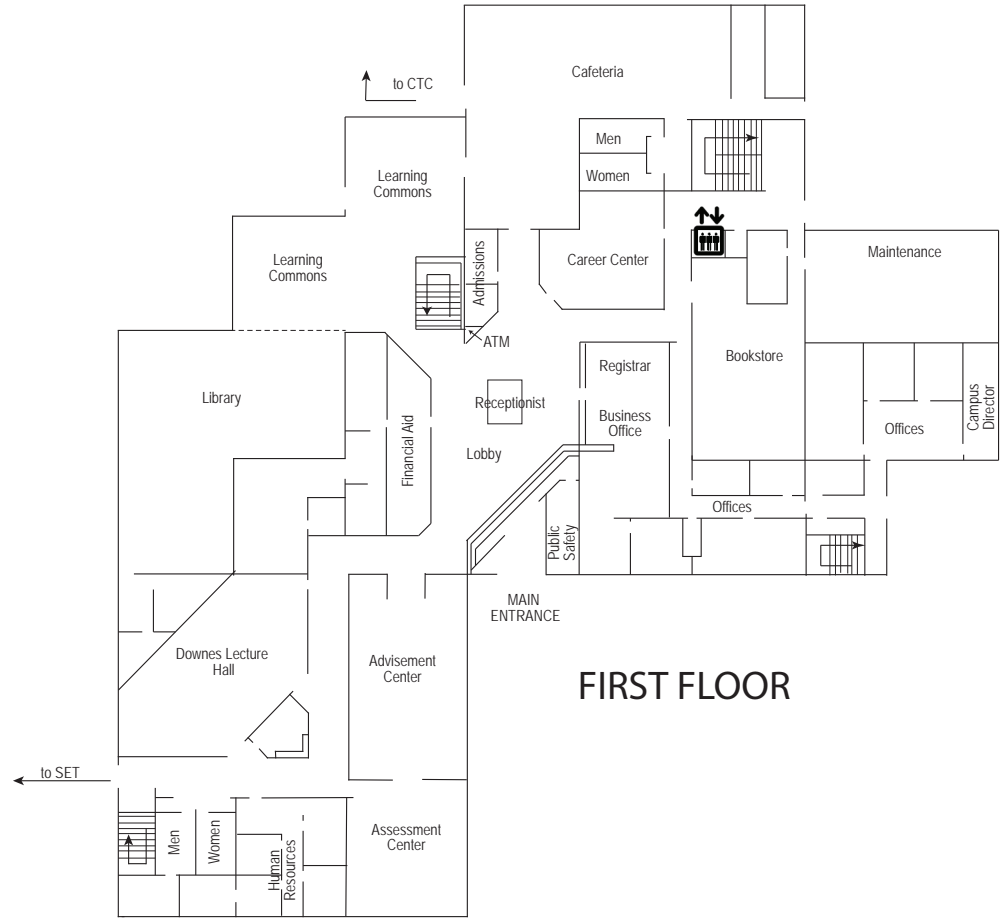 Cafeteria
to CTC
Men
Learning
Commons
Women
Learning
Commons
Admissions
Career Center
Maintenance
ATM
Registrar
Bookstore
Library
Receptionist
Business
Office
Campus
Director
Financial Aid
Offices
Lobby
Offices
Public
Safety
MAIN
ENTRANCE
Downes Lecture
Hall
Advisement
Center
FIRST FLOOR
to SET
Men
Women
Human
Resources
Assessment
Center